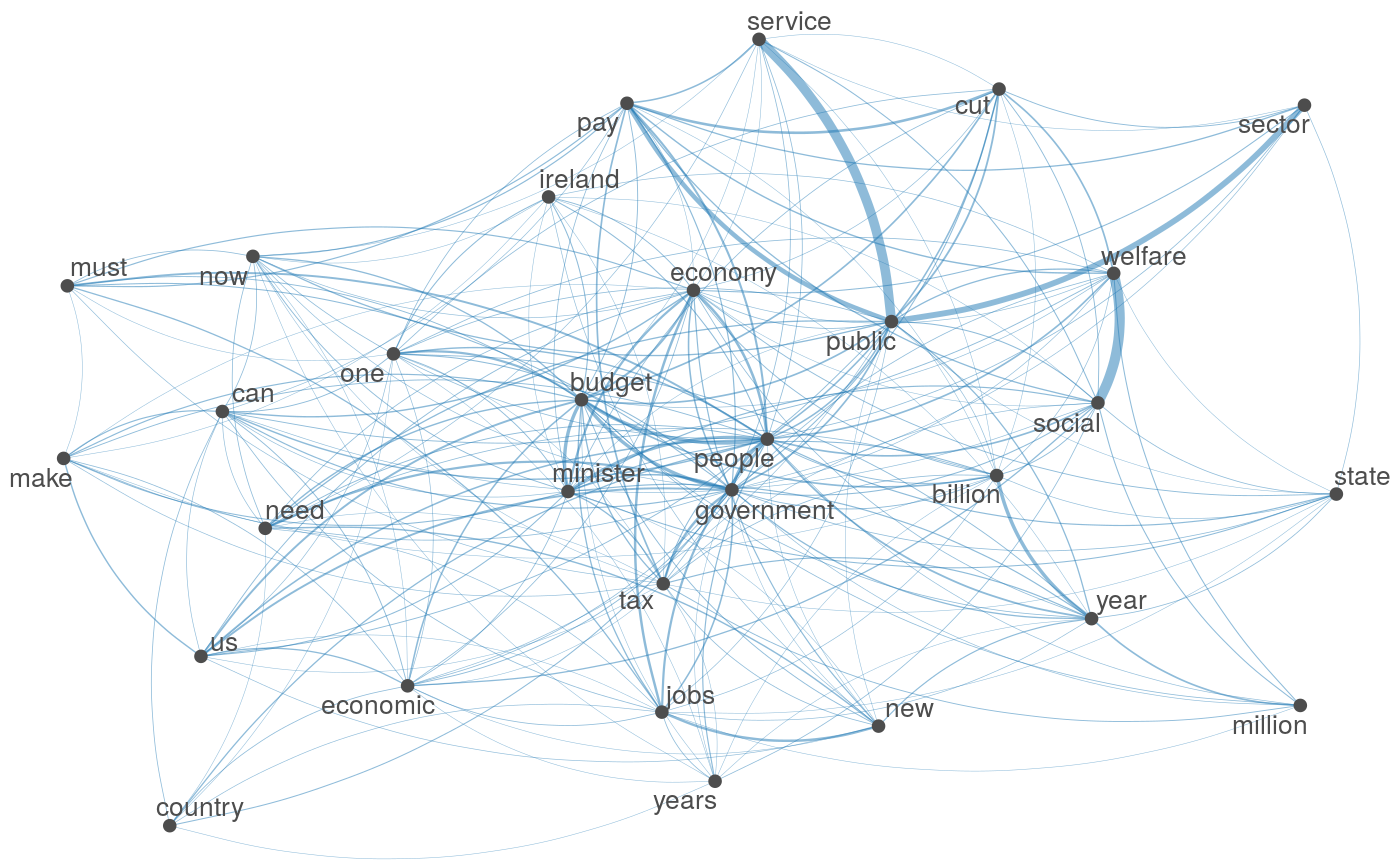 service
cut
pay
sector
ireland
welfare
must
now
economy
public
one
budget
can
social
people
minister
make
state
billion
need
government
tax
year
us
jobs
economic
new
million
years
country